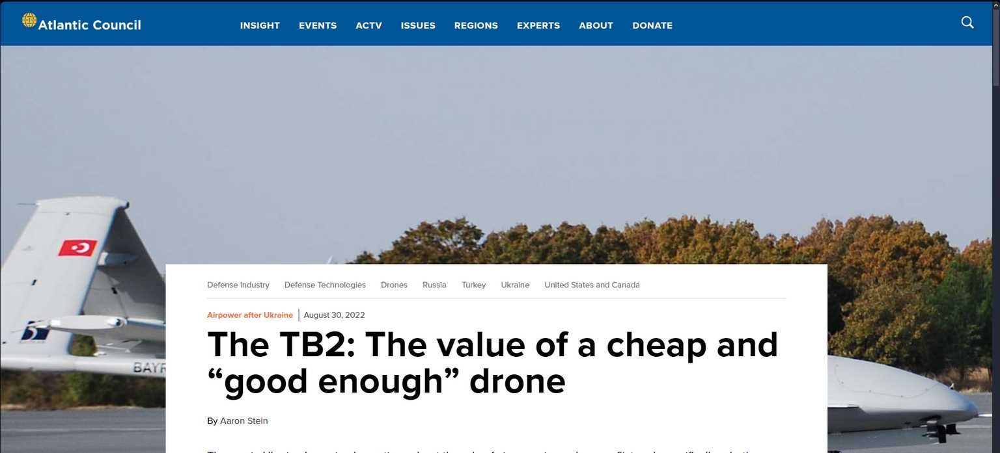 Atlantic Council
INSIGHT EVENTS ACTV ISSUES REGIONS EXPERTS ABOUT DONATE
Defense Industry Defense Technologies Drones Russia Turkey Ukraine United States and Canada
Airpower after Ukraine | August 30, 2022
The TB2: The value of a cheap and
“good enough” drone
By Aaron Stein
BAYR